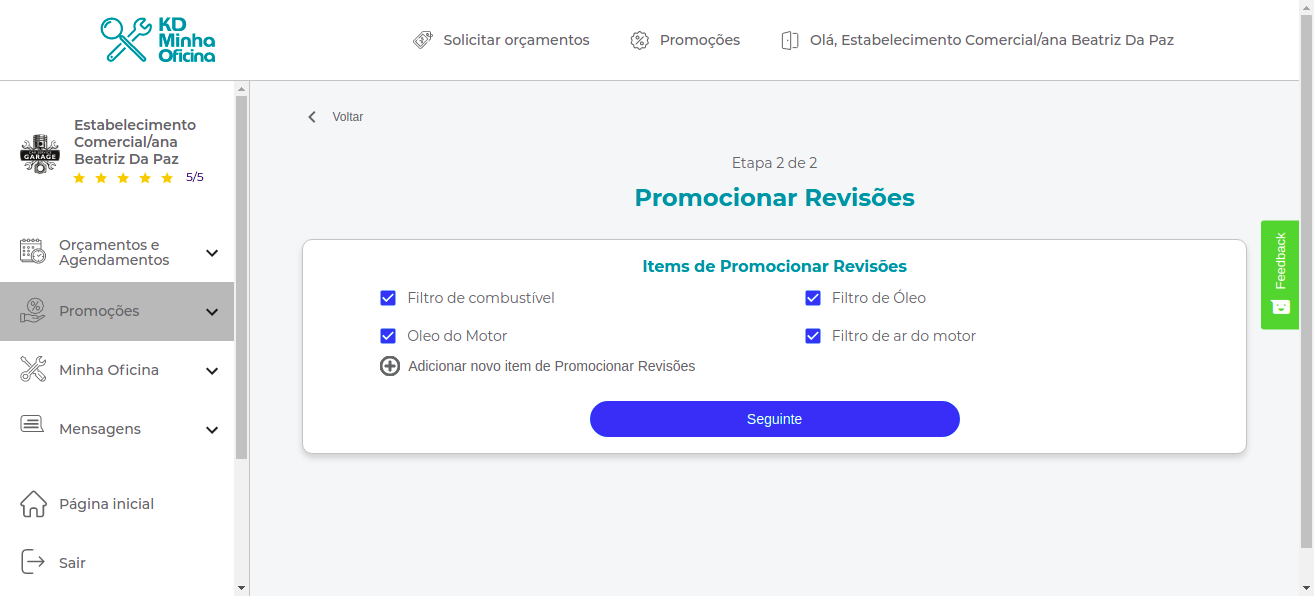 KD
Minha
Oficina
Solicitar orçamentos
Promoções
Olá, Estabelecimento Comercial/ana Beatriz Da Paz
Estabelecimento
Comercial/ana
Beatriz Da Paz
5/5
GARAGE
Orçamentos e
Agendamentos
Promoções
Minha Oficina
Mensagens
Página inicial
Sair
Voltar
Etapa 2 de 2
Promocionar Revisões
Items de Promocionar Revisões
Filtro de combustível
Filtro de Óleo
Oleo do Motor
Filtro de ar do motor
Adicionar novo item de Promocionar Revisões
Seguinte
Feedback